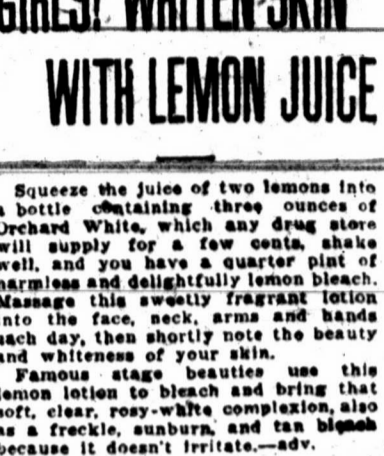 GIRLS! WHITEN SKIN
WITH LEMON JUICE
Squeeze the juice of two lemons into
a bottle containing three ounces of
Orchard White, which any drug store
will supply for a few cents, shake
well, and you have a quarter pint of
harmless and delightfully lemon bleach.
Massage this sweetly fragrant lotion
into the face, neck, arms and hands
each day, then shortly note the beauty
and whiteness of your skin.
Famous stage beauties use this
lemon lotion to bleach and bring that
soft, clear, rosy-white complexion, also
as a freckle, sunburn, and tan bleach
because it doesn't irritate.—adv.